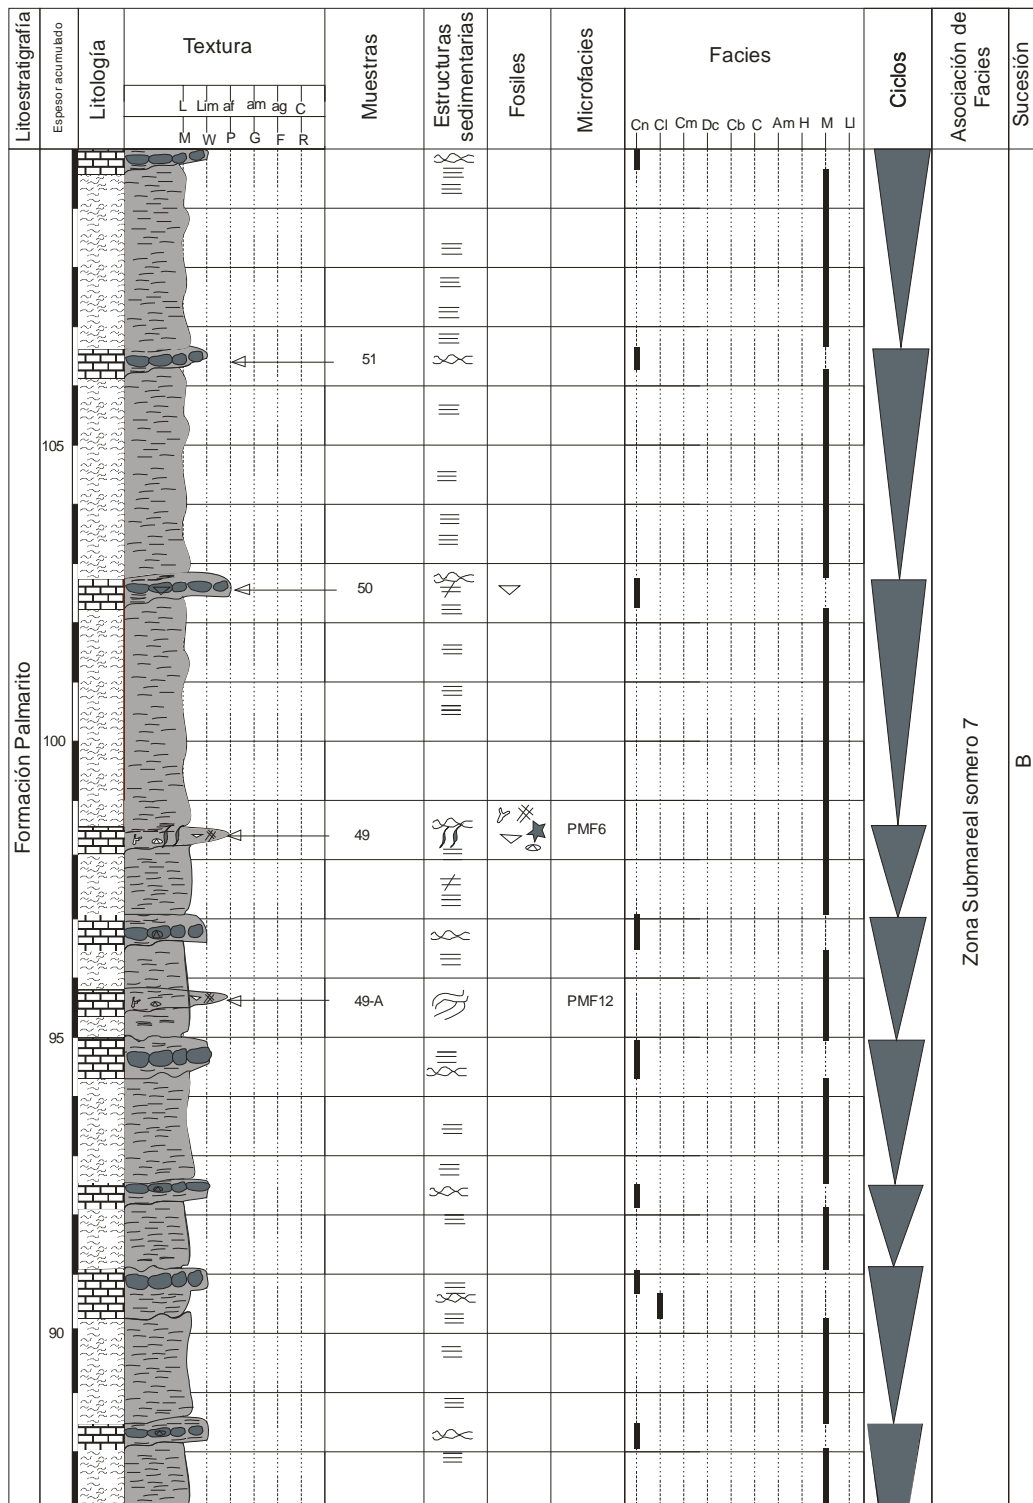 Litoestratigrafía
Espesor acumulado
Litología
Textura
L Lim af am ag C
M W P G F R
Muestras
Estructuras
sedimentarias
Fosiles
Microfacies
Facies
Cn Cl Cm Dc Cb C Am H M Ll
Ciclos
Asociación de
Facies
Sucesión
51
105
50
100
Formación Palmarito
Zona Submareal somero 7
B
49
PMF6
49-A
PMF12
95
90